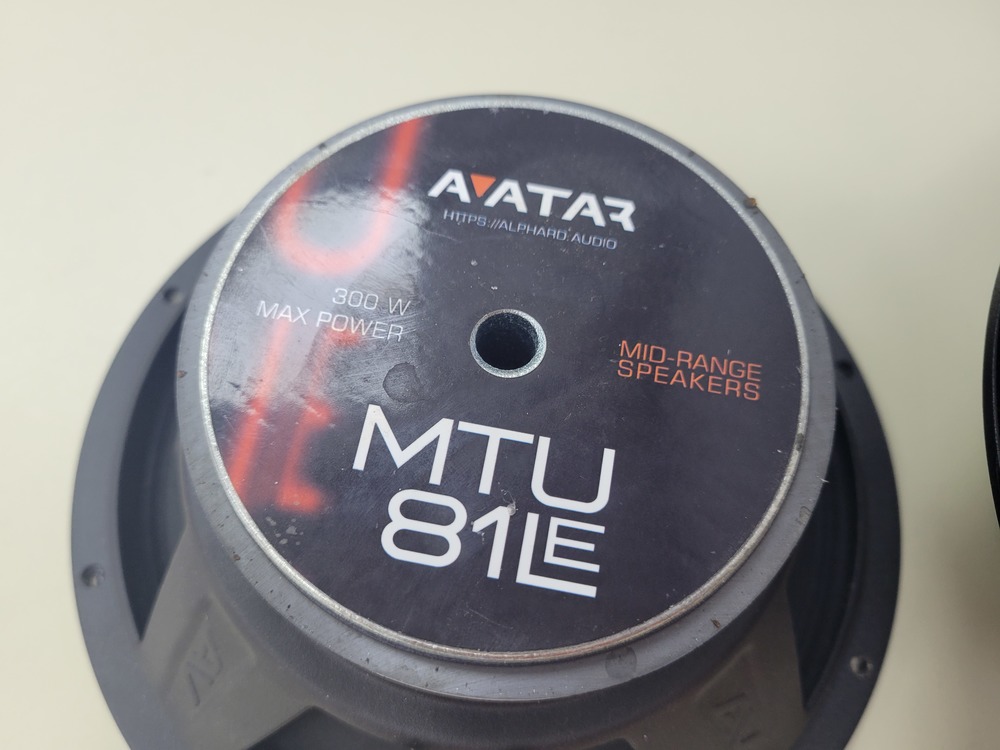 AVATAR
HTTPS://ALPHARD.AUDIO
300 W
MAX POWER
MID-RANGE
SPEAKERS
MTU
81LE